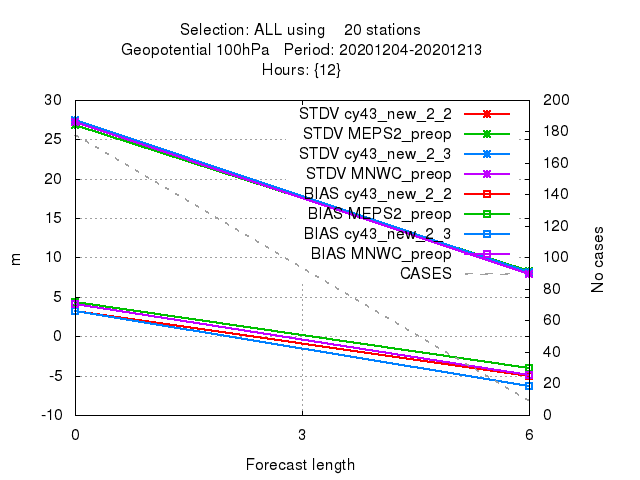 Selection: ALL using 20 stations
Geopotential 100hPa Period: 20201204-20201213
Hours: {12}
30 200
STDV cy43_new_2_2
180
STDV MEPS2_preop
25
STDV cy43_new_2_3
160
STDV MNWC_preop
20
BIAS cy43_new_2_2
140
BIAS MEPS2_preop
15
120
BIAS cy43_new_2_3
BIAS MNWC_preop
10 100
CASES
m
No cases
80
5
60
0
40
-5
20
-10 0
0 3 6
Forecast length